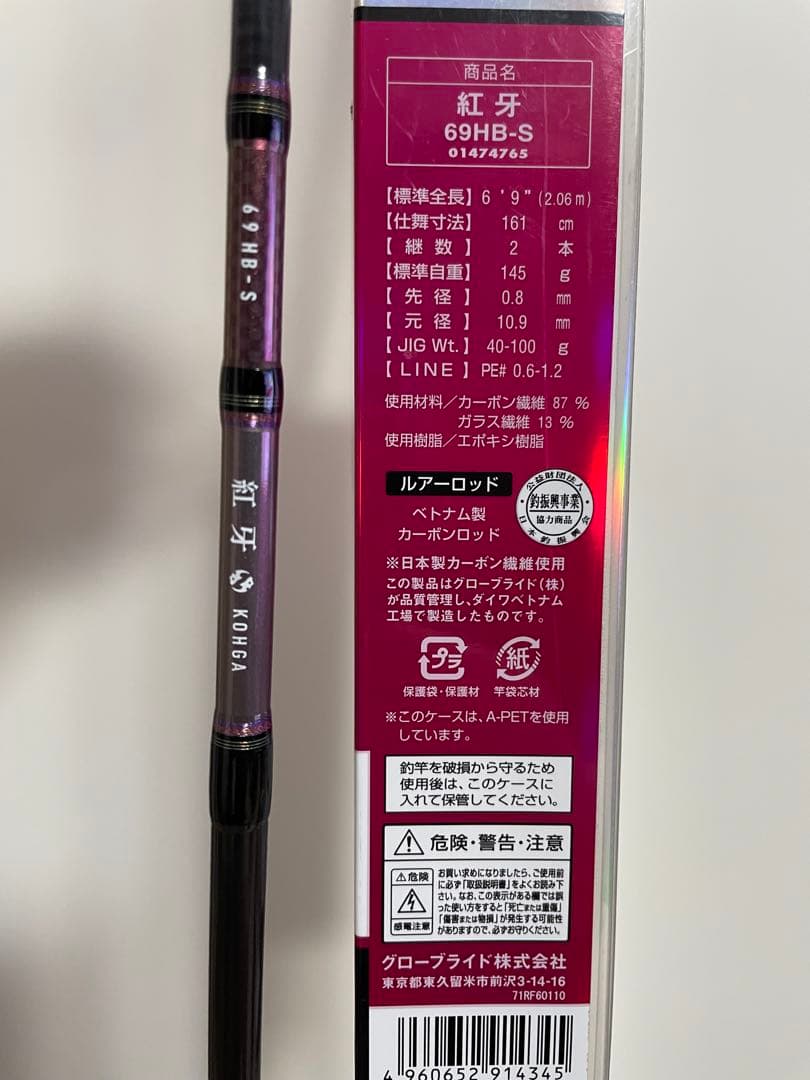 69HB-S
紅牙 KOHGA
商品名
紅牙
69HB-S
01474765
【標準全長】 6'9" (2.06m)
【仕舞寸法】 161 cm
【継数】 2 本
【標準自重】 145 g
【先径】 0.8 mm
【元径】 10.9 mm
【JIG Wt.】 40-100 g
【LINE】 PE# 0.6-1.2
使用材料/カーボン繊維 87 %
ガラス繊維 13 %
使用樹脂/エポキシ樹脂
ルアーロッド
ベトナム製
カーボンロッド
公益財団法人
釣振興事業
協力商品
日本釣振興会
※日本製カーボン繊維使用
この製品はグローブライド(株)
が品質管理し、ダイワベトナム
工場で製造したものです。
プラ
紙
保護袋・保護材
竿袋芯材
※このケースは、A-PETを使用
しています。
釣竿を破損から守るため
使用後は、このケースに
入れて保管してください。
危険・警告・注意
危険
感電注意
お買い求めになりましたら、ご使用前
に必ず「取扱説明書」をよくお読み下
さい。なお、この表示がある欄では誤
った使い方をすると「死亡または重傷」
「傷害または物損」が発生する可能性
がありますので、必ずお守りください。
グローブライド株式会社
東京都東久留米市前沢3-14-16
71RF60110
4 960652 914345